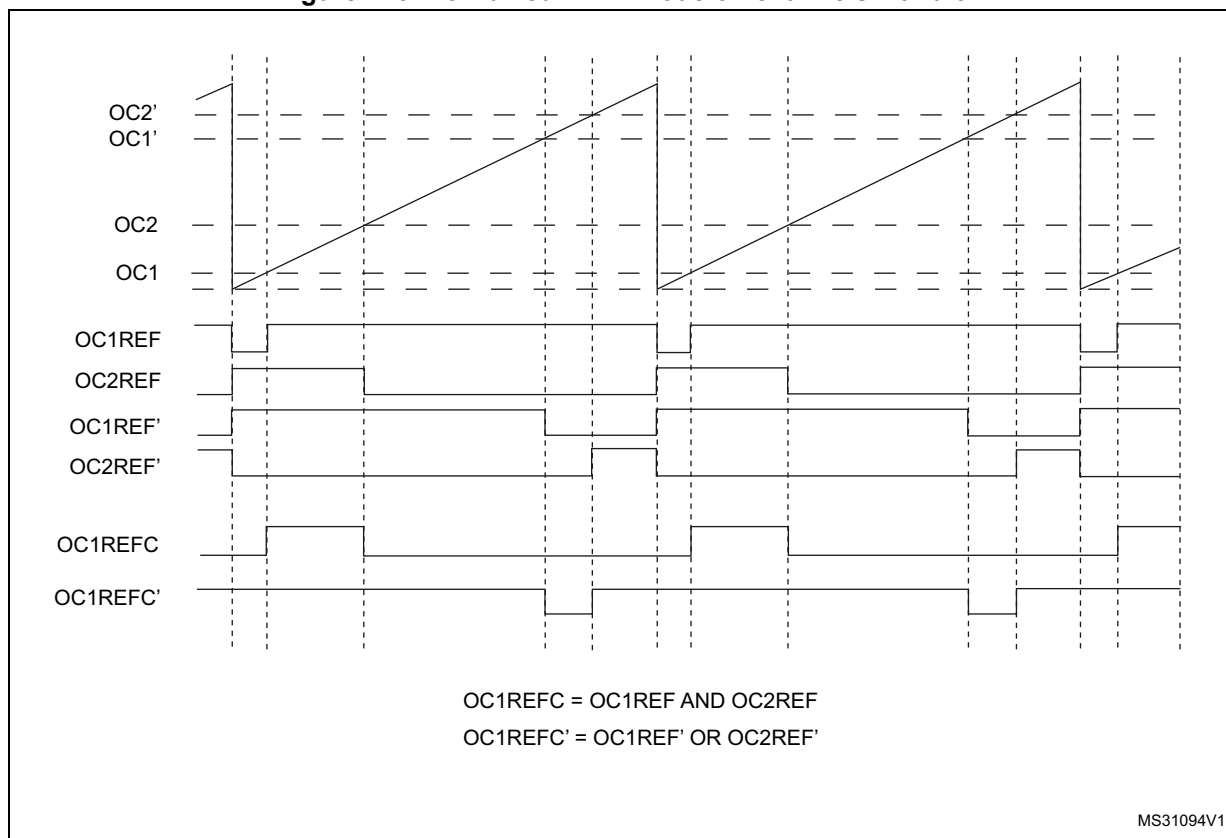 OC2’
OC1’
OC2
OC1
OC1REF
OC2REF
OC1REF’
OC2REF’
OC1REFC
OC1REFC’
OC1REFC = OC1REF AND OC2REF
OC1REFC’ = OC1REF’ OR OC2REF’
MS31094V1